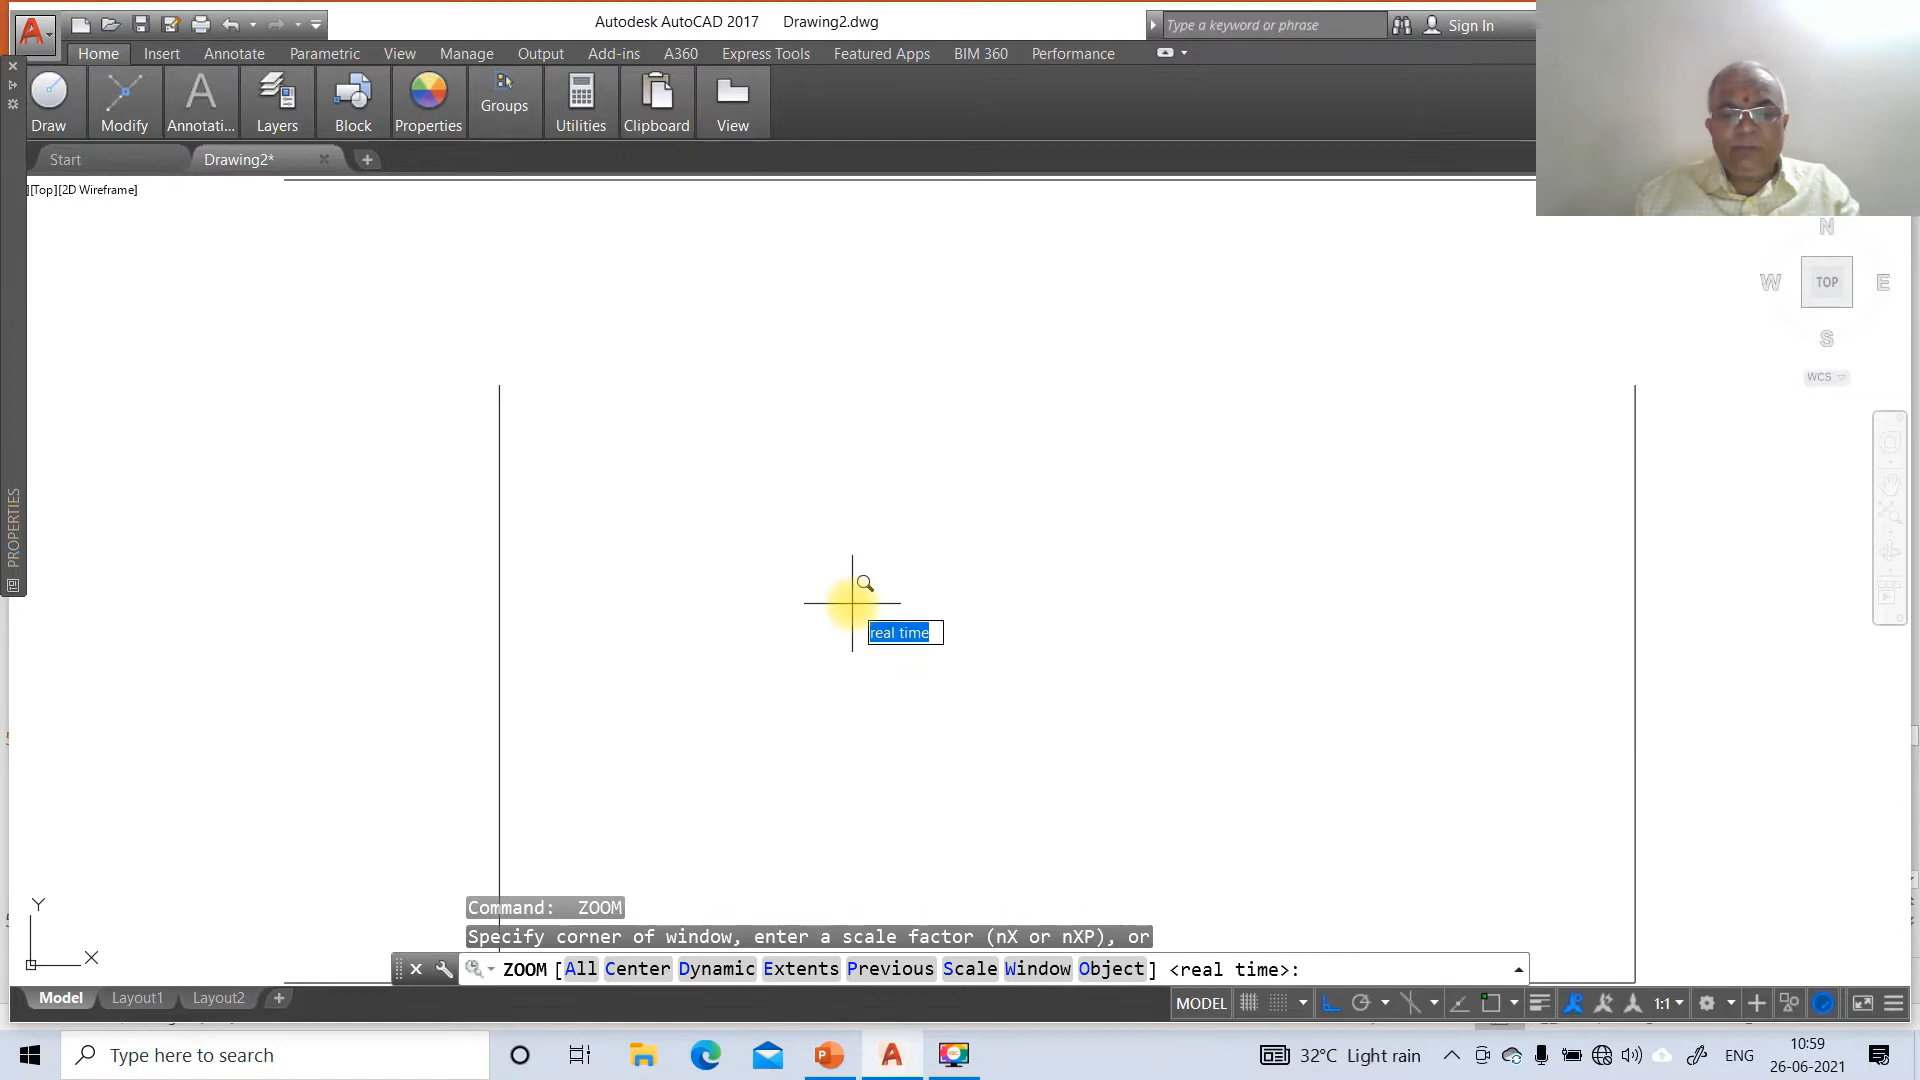 Autodesk AutoCAD 2017 Drawing2.dwg
Type a keyword or phrase
Sign In
Home Insert Annotate Parametric View Manage Output Add-ins A360 Express Tools Featured Apps BIM 360 Performance
Draw Modify Annotati... Layers Block Properties Groups Utilities Clipboard View
Start Drawing2*
][Top][2D Wireframe]
N
W TOP E
S
WCS
PROPERTIES
real time
Y
X
Command: ZOOM
Specify corner of window, enter a scale factor (nX or nXP), or
ZOOM [All Center Dynamic Extents Previous Scale Window Object] <real time>:
Model Layout1 Layout2
MODEL 1:1
Type here to search
32°C Light rain
ENG
10:59
26-06-2021